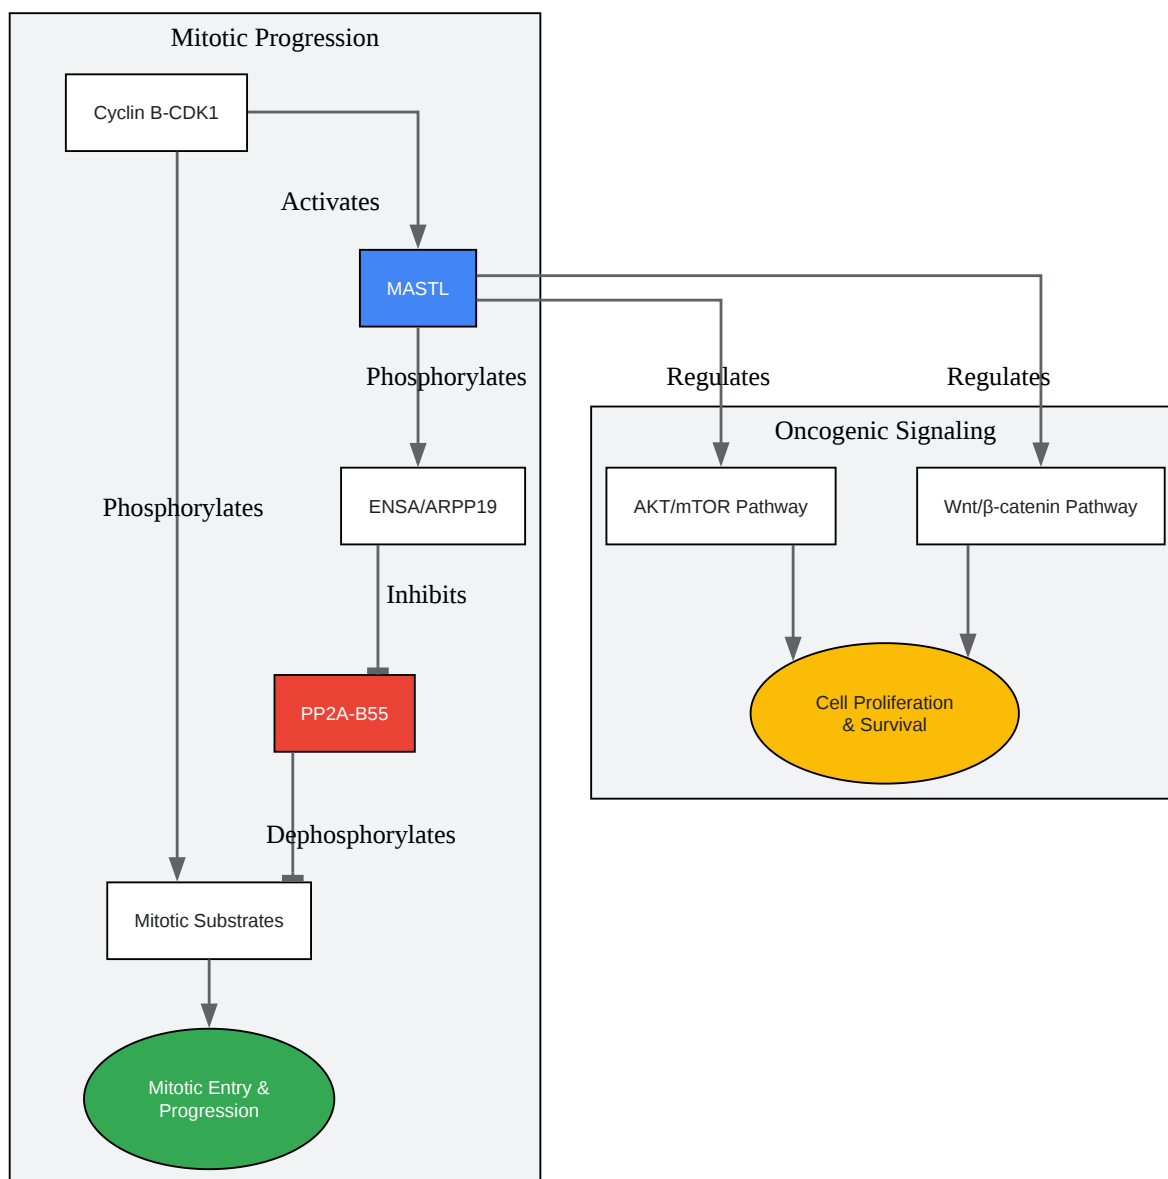 Mitotic Progression
Cyclin B-CDK1
Activates
MASTL
Phosphorylates
Regulates
Regulates
Oncogenic Signaling
ENSA/ARPP19
AKT/mTOR Pathway
Wnt/β-catenin Pathway
Phosphorylates
Inhibits
PP2A-B55
Cell Proliferation
& Survival
Dephosphorylates
Mitotic Substrates
Mitotic Entry &
Progression